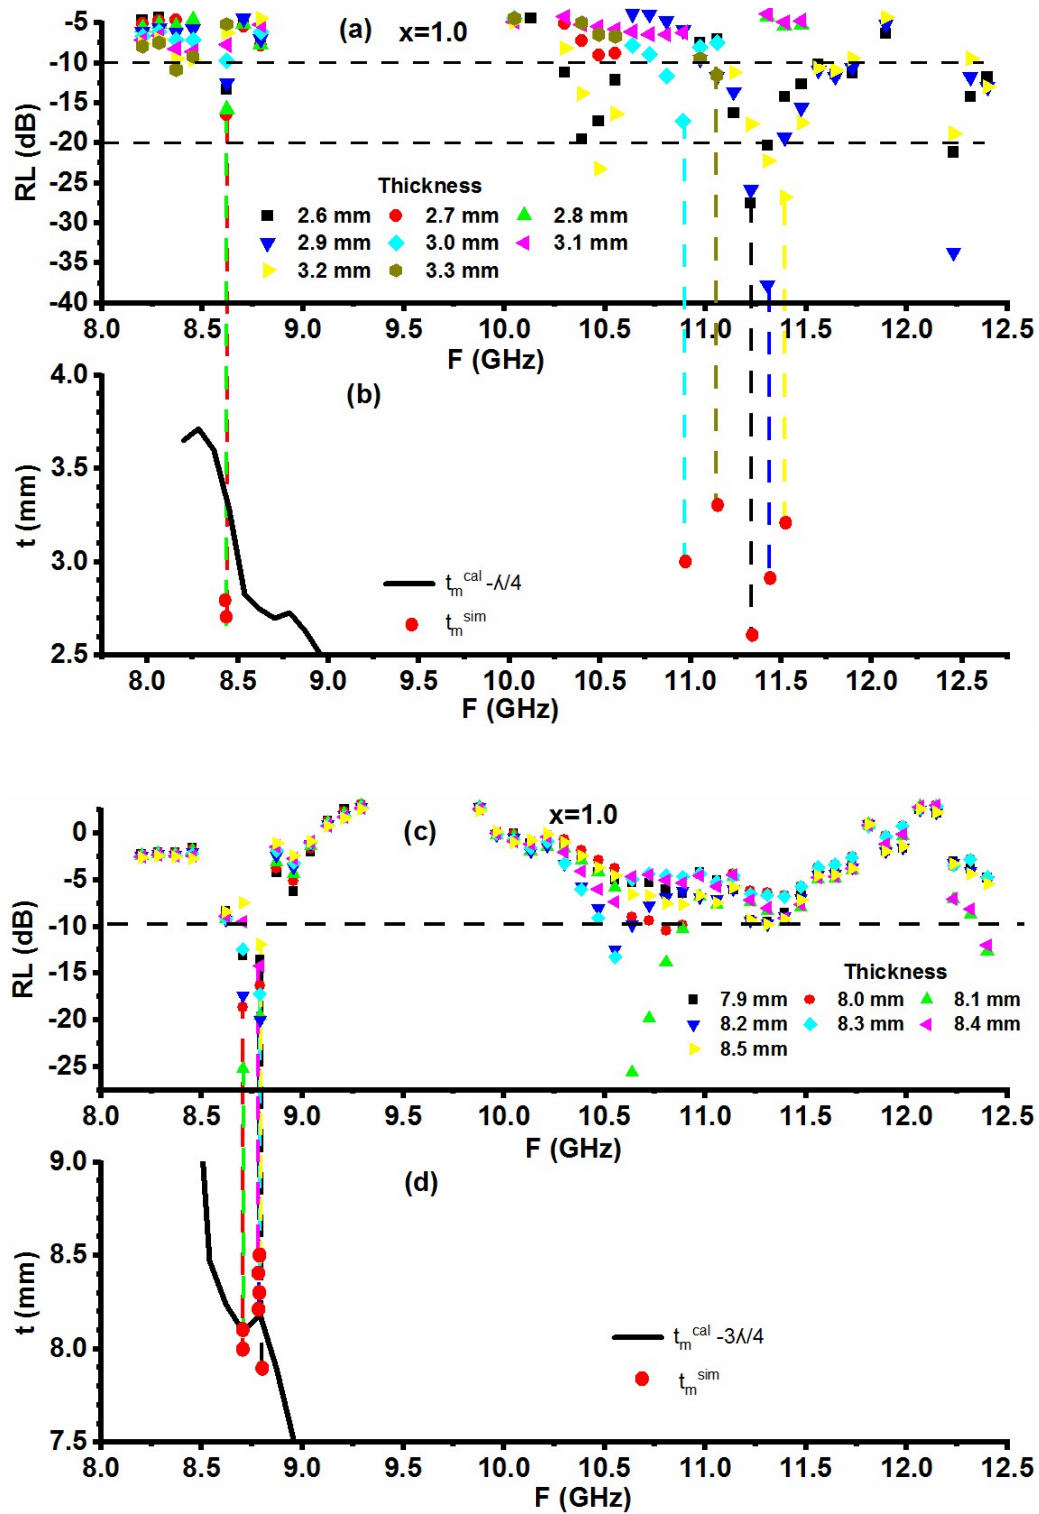 (a) x=1.0
-5
-10
-15
-20
-25
-30
-35
-40
RL (dB)
Thickness
2.6 mm 2.7 mm 2.8 mm
2.9 mm 3.0 mm 3.1 mm
3.2 mm 3.3 mm
8.0 8.5 9.0 9.5 10.0 10.5 11.0 11.5 12.0 12.5
F (GHz)
(b)
4.0
3.5
3.0
2.5
t (mm)
tₘᶜᵃˡ -λ/4
tₘˢⁱᵐ
8.0 8.5 9.0 9.5 10.0 10.5 11.0 11.5 12.0 12.5
F (GHz)
(c) x=1.0
0
-5
-10
-15
-20
-25
RL (dB)
Thickness
7.9 mm 8.0 mm 8.1 mm
8.2 mm 8.3 mm 8.4 mm
8.5 mm
8.0 8.5 9.0 9.5 10.0 10.5 11.0 11.5 12.0 12.5
F (GHz)
(d)
9.0
8.5
8.0
7.5
t (mm)
tₘᶜᵃˡ -3λ/4
tₘˢⁱᵐ
8.0 8.5 9.0 9.5 10.0 10.5 11.0 11.5 12.0 12.5
F (GHz)